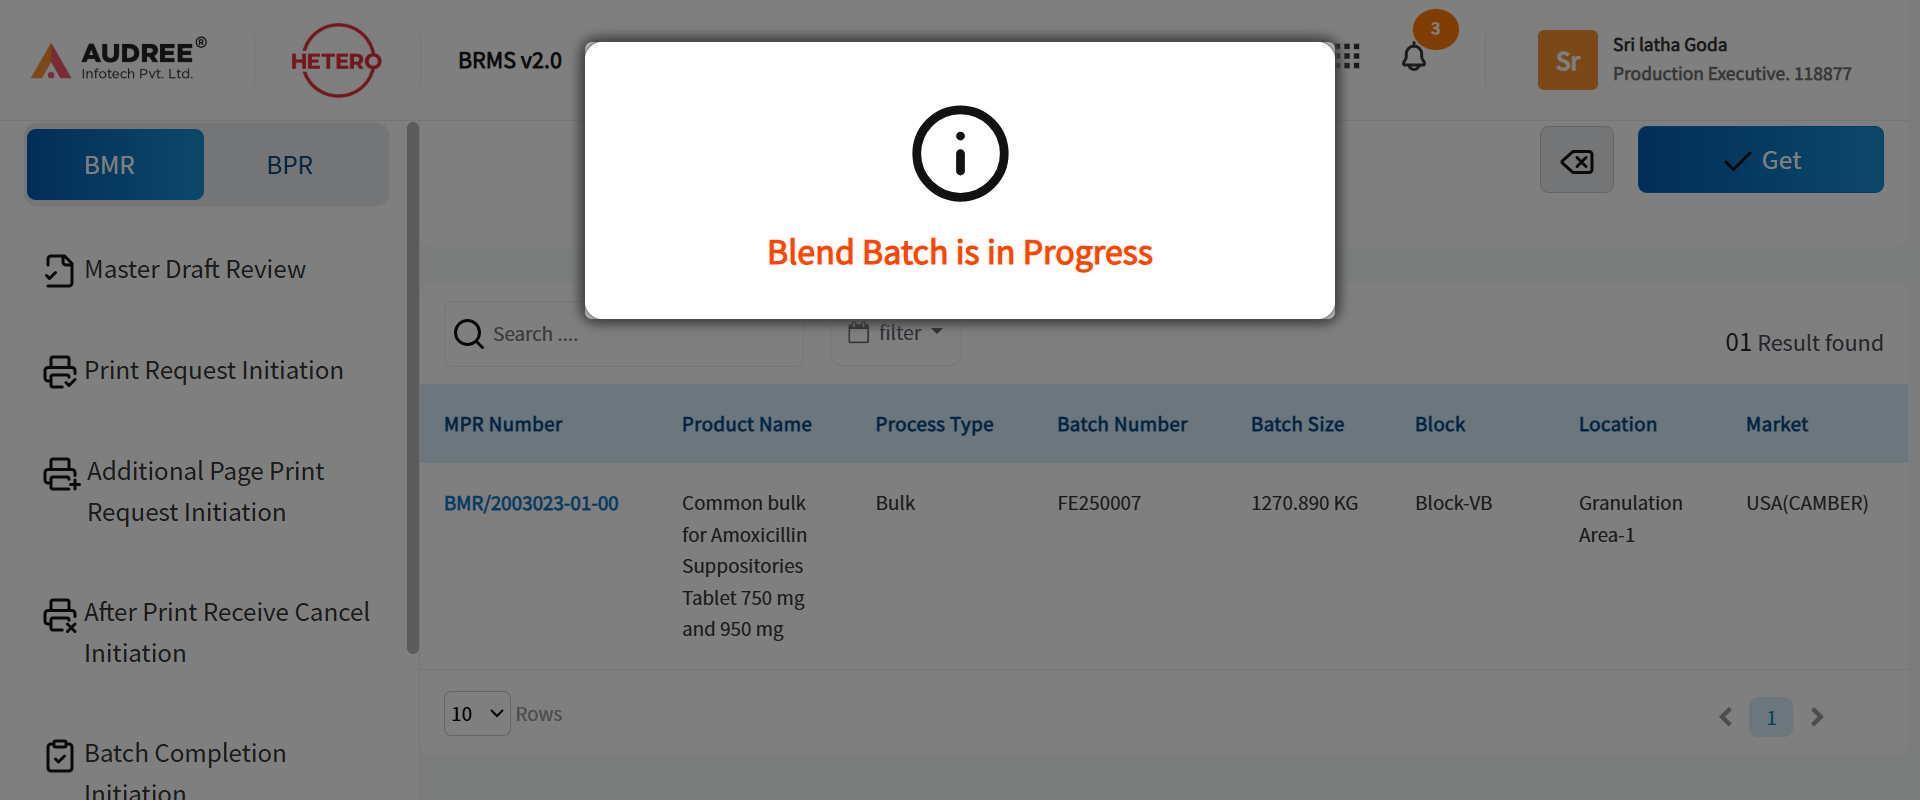 AUDREE®
Infotech Pvt. Ltd.
HETERO
BRMS v2.0
3
Sr
Sri latha Goda
Production Executive. 118877
BMR
BPR
Get
Blend Batch is in Progress
Master Draft Review
Print Request Initiation
Additional Page Print
Request Initiation
After Print Receive Cancel
Initiation
Batch Completion
Initiation
Search ....
filter
01 Result found
MPR Number Product Name Process Type Batch Number Batch Size Block Location Market
BMR/2003023-01-00 Common bulk Bulk FE250007 1270.890 KG Block-VB Granulation USA(CAMBER)
for Amoxicillin Area-1
Suppositories
Tablet 750 mg
and 950 mg
10 Rows
1